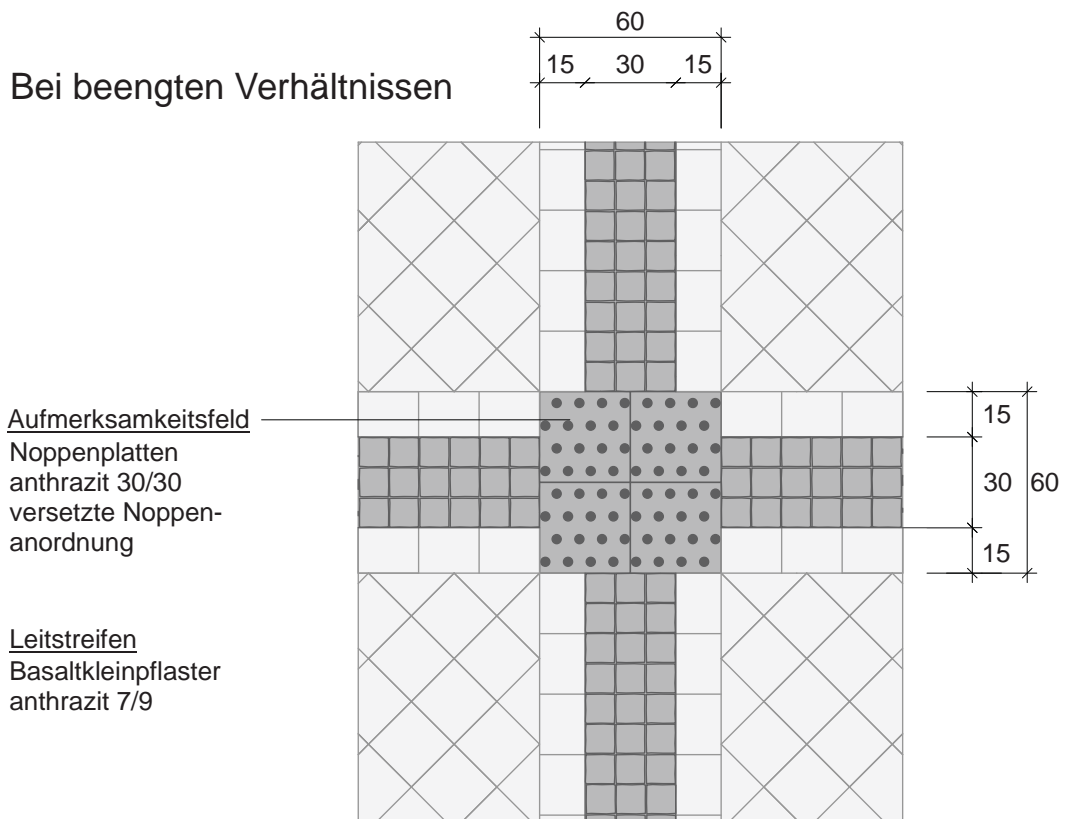 60
15 30 15
Bei beengten Verhältnissen
Aufmerksamkeitsfeld
Noppenplatten
anthrazit 30/30
versetzte Noppen-
anordnung
15
30 60
15
Leitstreifen
Basaltkleinpflaster
anthrazit 7/9